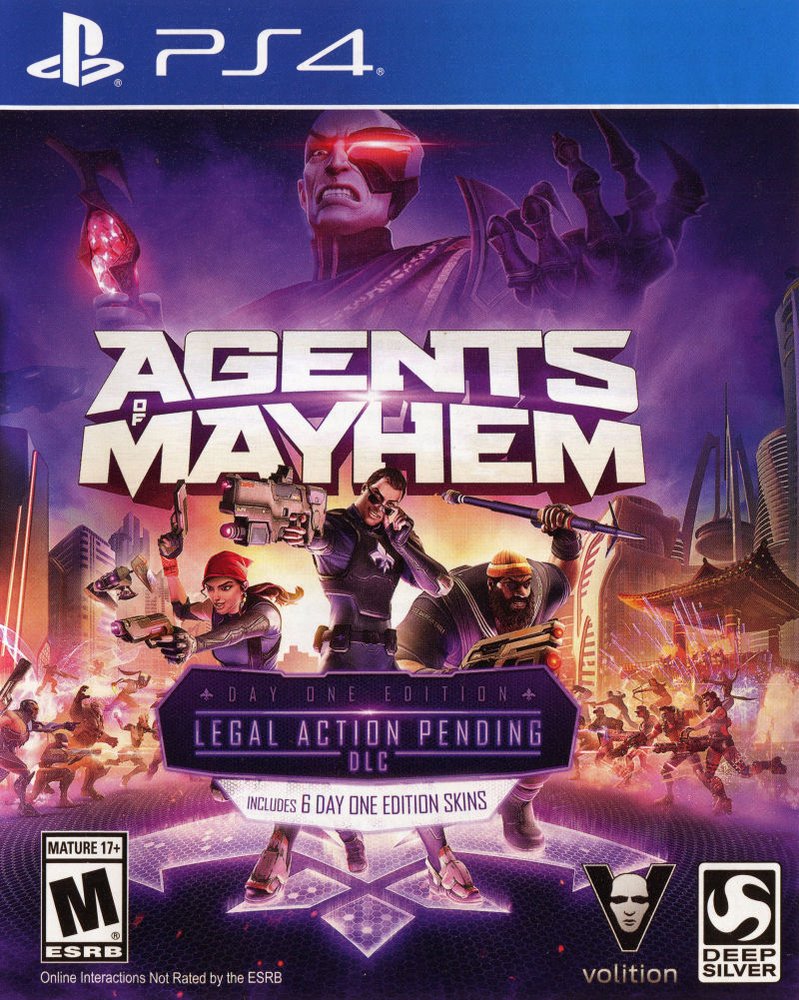 PS4
AGENTS
OF
MAYHEM
DAY ONE EDITION
LEGAL ACTION PENDING
DLC
INCLUDES 6 DAY ONE EDITION SKINS
MATURE 17+
M
ESRB
Online Interactions Not Rated by the ESRB
V
volition
DEEP
SILVER